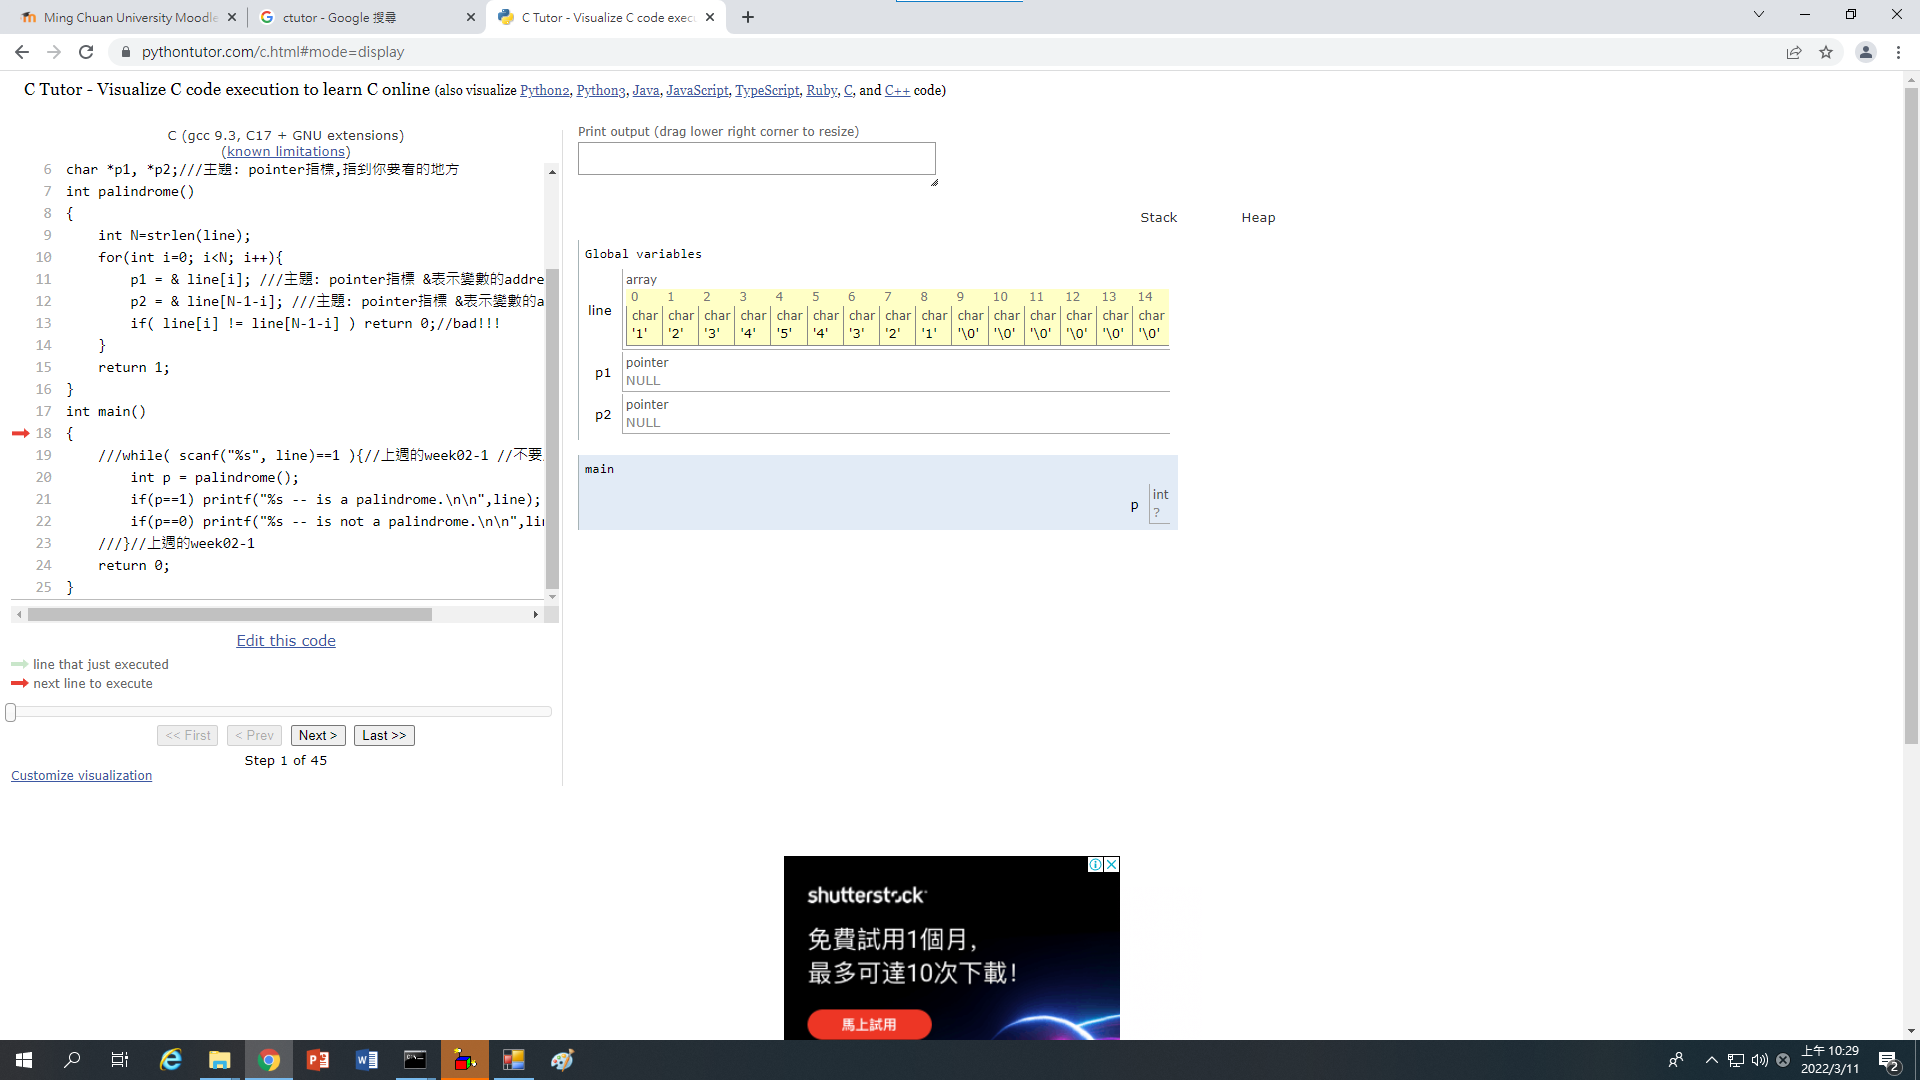 Ming Chuan University Moodle
ctutor - Google 搜尋
C Tutor - Visualize C code exec
pythontutor.com/c.html#mode=display
C Tutor - Visualize C code execution to learn C online (also visualize Python2, Python3, Java, JavaScript, TypeScript, Ruby, C, and C++ code)
C (gcc 9.3, C17 + GNU extensions)
(known limitations)
6 char *p1, *p2;///主題: pointer指標,指到你要看的地方
7 int palindrome()
8 {
9 int N=strlen(line);
10 for(int i=0; i<N; i++){
11 p1 = & line[i]; ///主題: pointer指標 &表示變數的addre
12 p2 = & line[N-1-i]; ///主題: pointer指標 &表示變數的a
13 if( line[i] != line[N-1-i] ) return 0;//bad!!!
14 }
15 return 1;
16 }
17 int main()
18 {
19 ///while( scanf("%s", line)==1 ){//上週的week02-1 //不要
20 int p = palindrome();
21 if(p==1) printf("%s -- is a palindrome.\n\n",line);
22 if(p==0) printf("%s -- is not a palindrome.\n\n",lin
23 ///}//上週的week02-1
24 return 0;
25 }
Edit this code
line that just executed
next line to execute
<< First < Prev Next > Last >>
Step 1 of 45
Customize visualization
Print output (drag lower right corner to resize)
Stack Heap
Global variables
array
0 1 2 3 4 5 6 7 8 9 10 11 12 13 14
line
char char char char char char char char char char char char char char char
'1' '2' '3' '4' '5' '4' '3' '2' '1' '\0' '\0' '\0' '\0' '\0' '\0'
pointer
p1
NULL
pointer
p2
NULL
main
int
p
?
shutterstock
免費試用1個月,
最多可達10次下載!
馬上試用
上午 10:29
2022/3/11
2